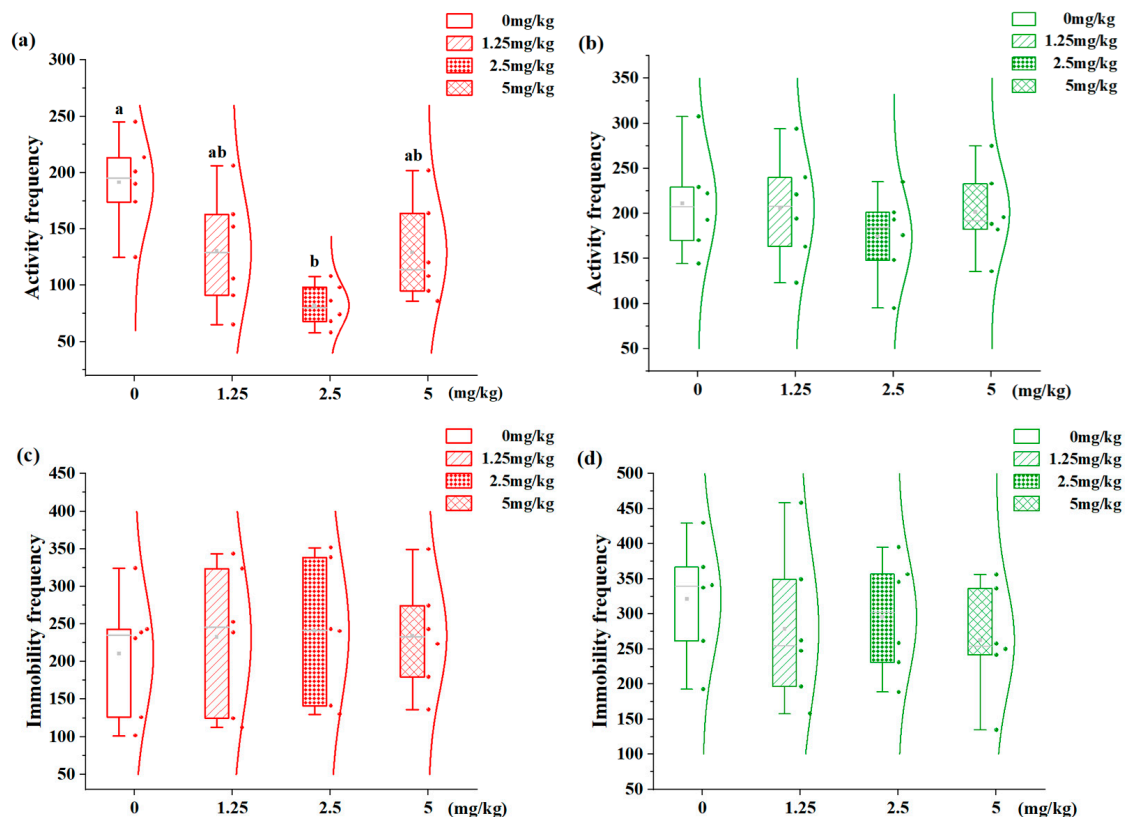 (a)
0mg/kg
1.25mg/kg
2.5mg/kg
5mg/kg
Activity frequency
300
250
200
150
100
50
a
ab
b
ab
0
1.25
2.5
5
(mg/kg)
(b)
0mg/kg
1.25mg/kg
2.5mg/kg
5mg/kg
Activity frequency
350
300
250
200
150
100
50
0
1.25
2.5
5
(mg/kg)
(c)
0mg/kg
1.25mg/kg
2.5mg/kg
5mg/kg
Immobility frequency
450
400
350
300
250
200
150
100
50
0
1.25
2.5
5
(mg/kg)
(d)
0mg/kg
1.25mg/kg
2.5mg/kg
5mg/kg
Immobility frequency
500
450
400
350
300
250
200
150
100
50
0
1.25
2.5
5
(mg/kg)